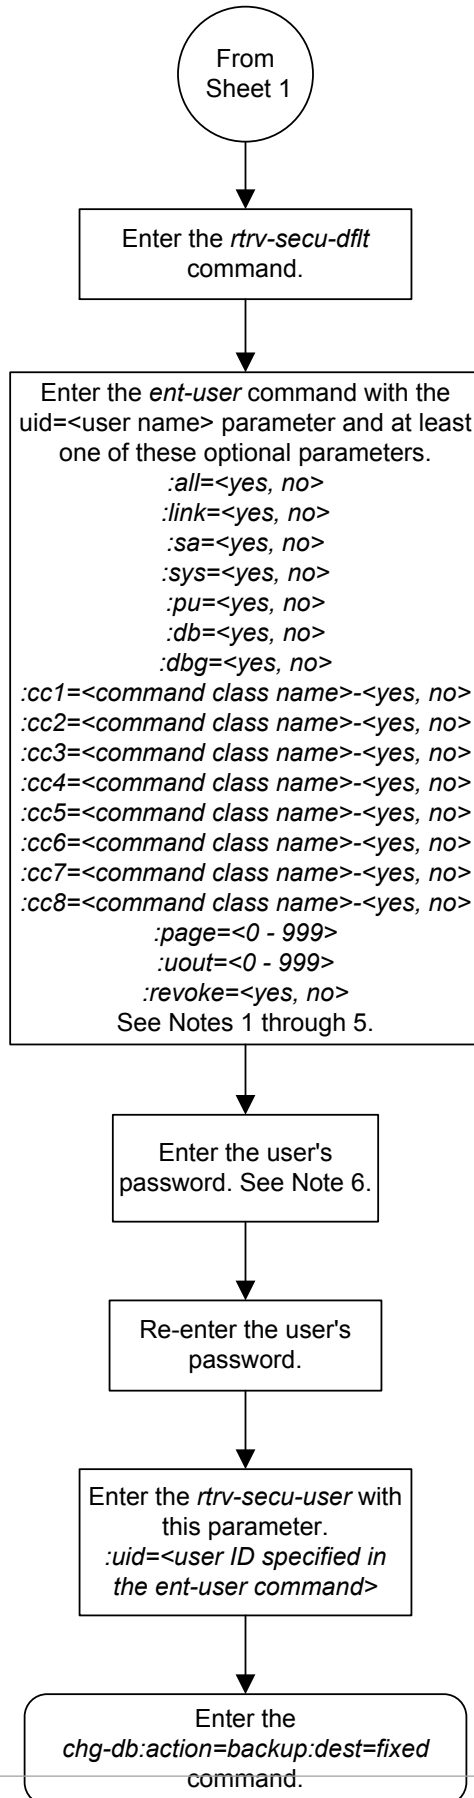 From
Sheet 1
Enter the rtrv-secu-dflt
command.
Enter the ent-user command with the
uid=<user name> parameter and at least
one of these optional parameters.
:all=<yes, no>
:link=<yes, no>
:sa=<yes, no>
:sys=<yes, no>
:pu=<yes, no>
:db=<yes, no>
:dbg=<yes, no>
:cc1=<command class name>-<yes, no>
:cc2=<command class name>-<yes, no>
:cc3=<command class name>-<yes, no>
:cc4=<command class name>-<yes, no>
:cc5=<command class name>-<yes, no>
:cc6=<command class name>-<yes, no>
:cc7=<command class name>-<yes, no>
:cc8=<command class name>-<yes, no>
:page=<0 - 999>
:uout=<0 - 999>
:revoke=<yes, no>
See Notes 1 through 5.
Enter the user's
password. See Note 6.
Re-enter the user's
password.
Enter the rtrv-secu-user with
this parameter.
:uid=<user ID specified in
the ent-user command>
Enter the
chg-db:action=backup:dest=fixed
command.